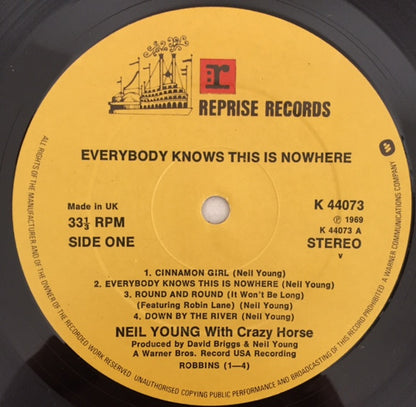 r
REPRISE RECORDS
EVERYBODY KNOWS THIS IS NOWHERE
Made in UK
33⅓ RPM
SIDE ONE
K 44073
Ⓟ 1969
K 44073 A
STEREO
v
1. CINNAMON GIRL (Neil Young)
2. EVERYBODY KNOWS THIS IS NOWHERE (Neil Young)
3. ROUND AND ROUND (It Won't Be Long)
(Featuring Robin Lane) (Neil Young)
4. DOWN BY THE RIVER (Neil Young)
NEIL YOUNG With Crazy Horse
Produced by David Briggs & Neil Young
A Warner Bros. Record USA Recording
ROBBINS (1—4)
ALL RIGHTS OF THE MANUFACTURER AND OF THE OWNER OF THE RECORDED WORK RESERVED UNAUTHORISED COPYING PUBLIC PERFORMANCE AND BROADCASTING OF THIS RECORD PROHIBITED A WARNER COMMUNICATIONS COMPANY